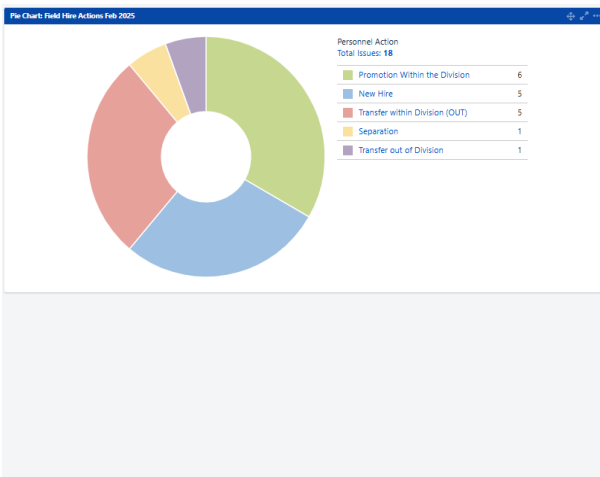 Pie Chart: Field Hire Actions Feb 2025
Personnel Action
Total Issues: 18
Promotion Within the Division 6
New Hire 5
Transfer within Division (OUT) 5
Separation 1
Transfer out of Division 1